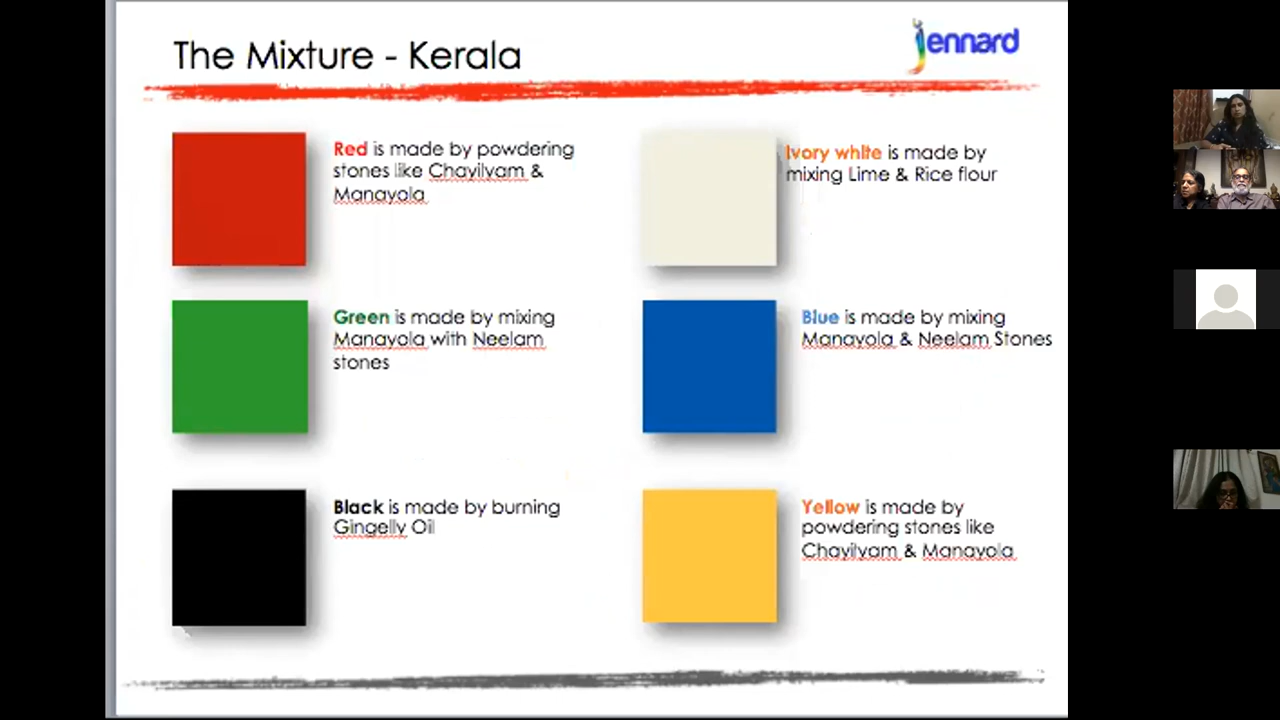 The Mixture - Kerala
jennard
Red is made by powdering
stones like Chayilyam &
Manayola
Ivory white is made by
mixing Lime & Rice flour
Green is made by mixing
Manayola with Neelam
stones
Blue is made by mixing
Manayola & Neelam Stones
Black is made by burning
Gingelly Oil
Yellow is made by
powdering stones like
Chayilyam & Manayola